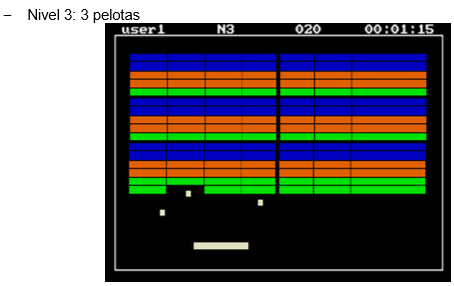 – Nivel 3: 3 pelotas
user1 N3 020 00:01:15